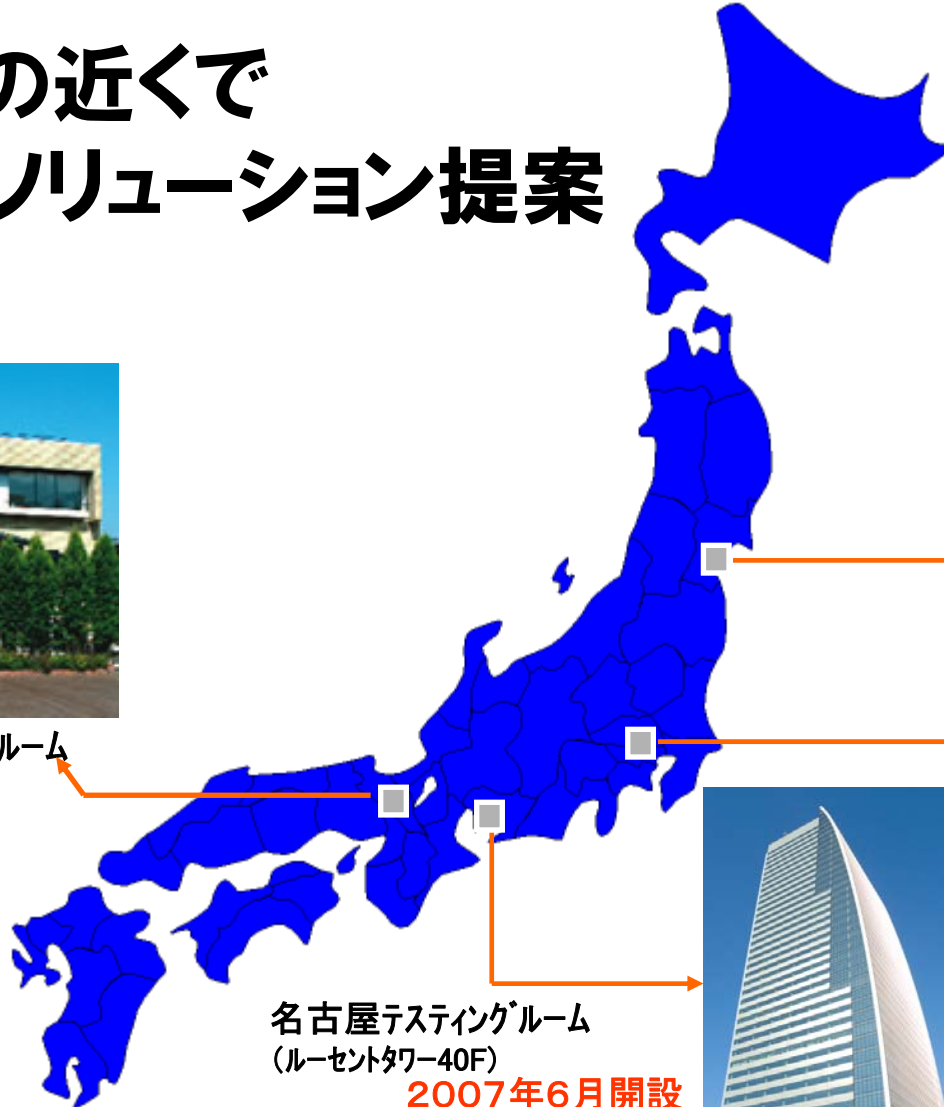 の近くで
ソリューション提案
ルーム
名古屋テスティングルーム
(ルーセントタワー40F)
2007年6月開設